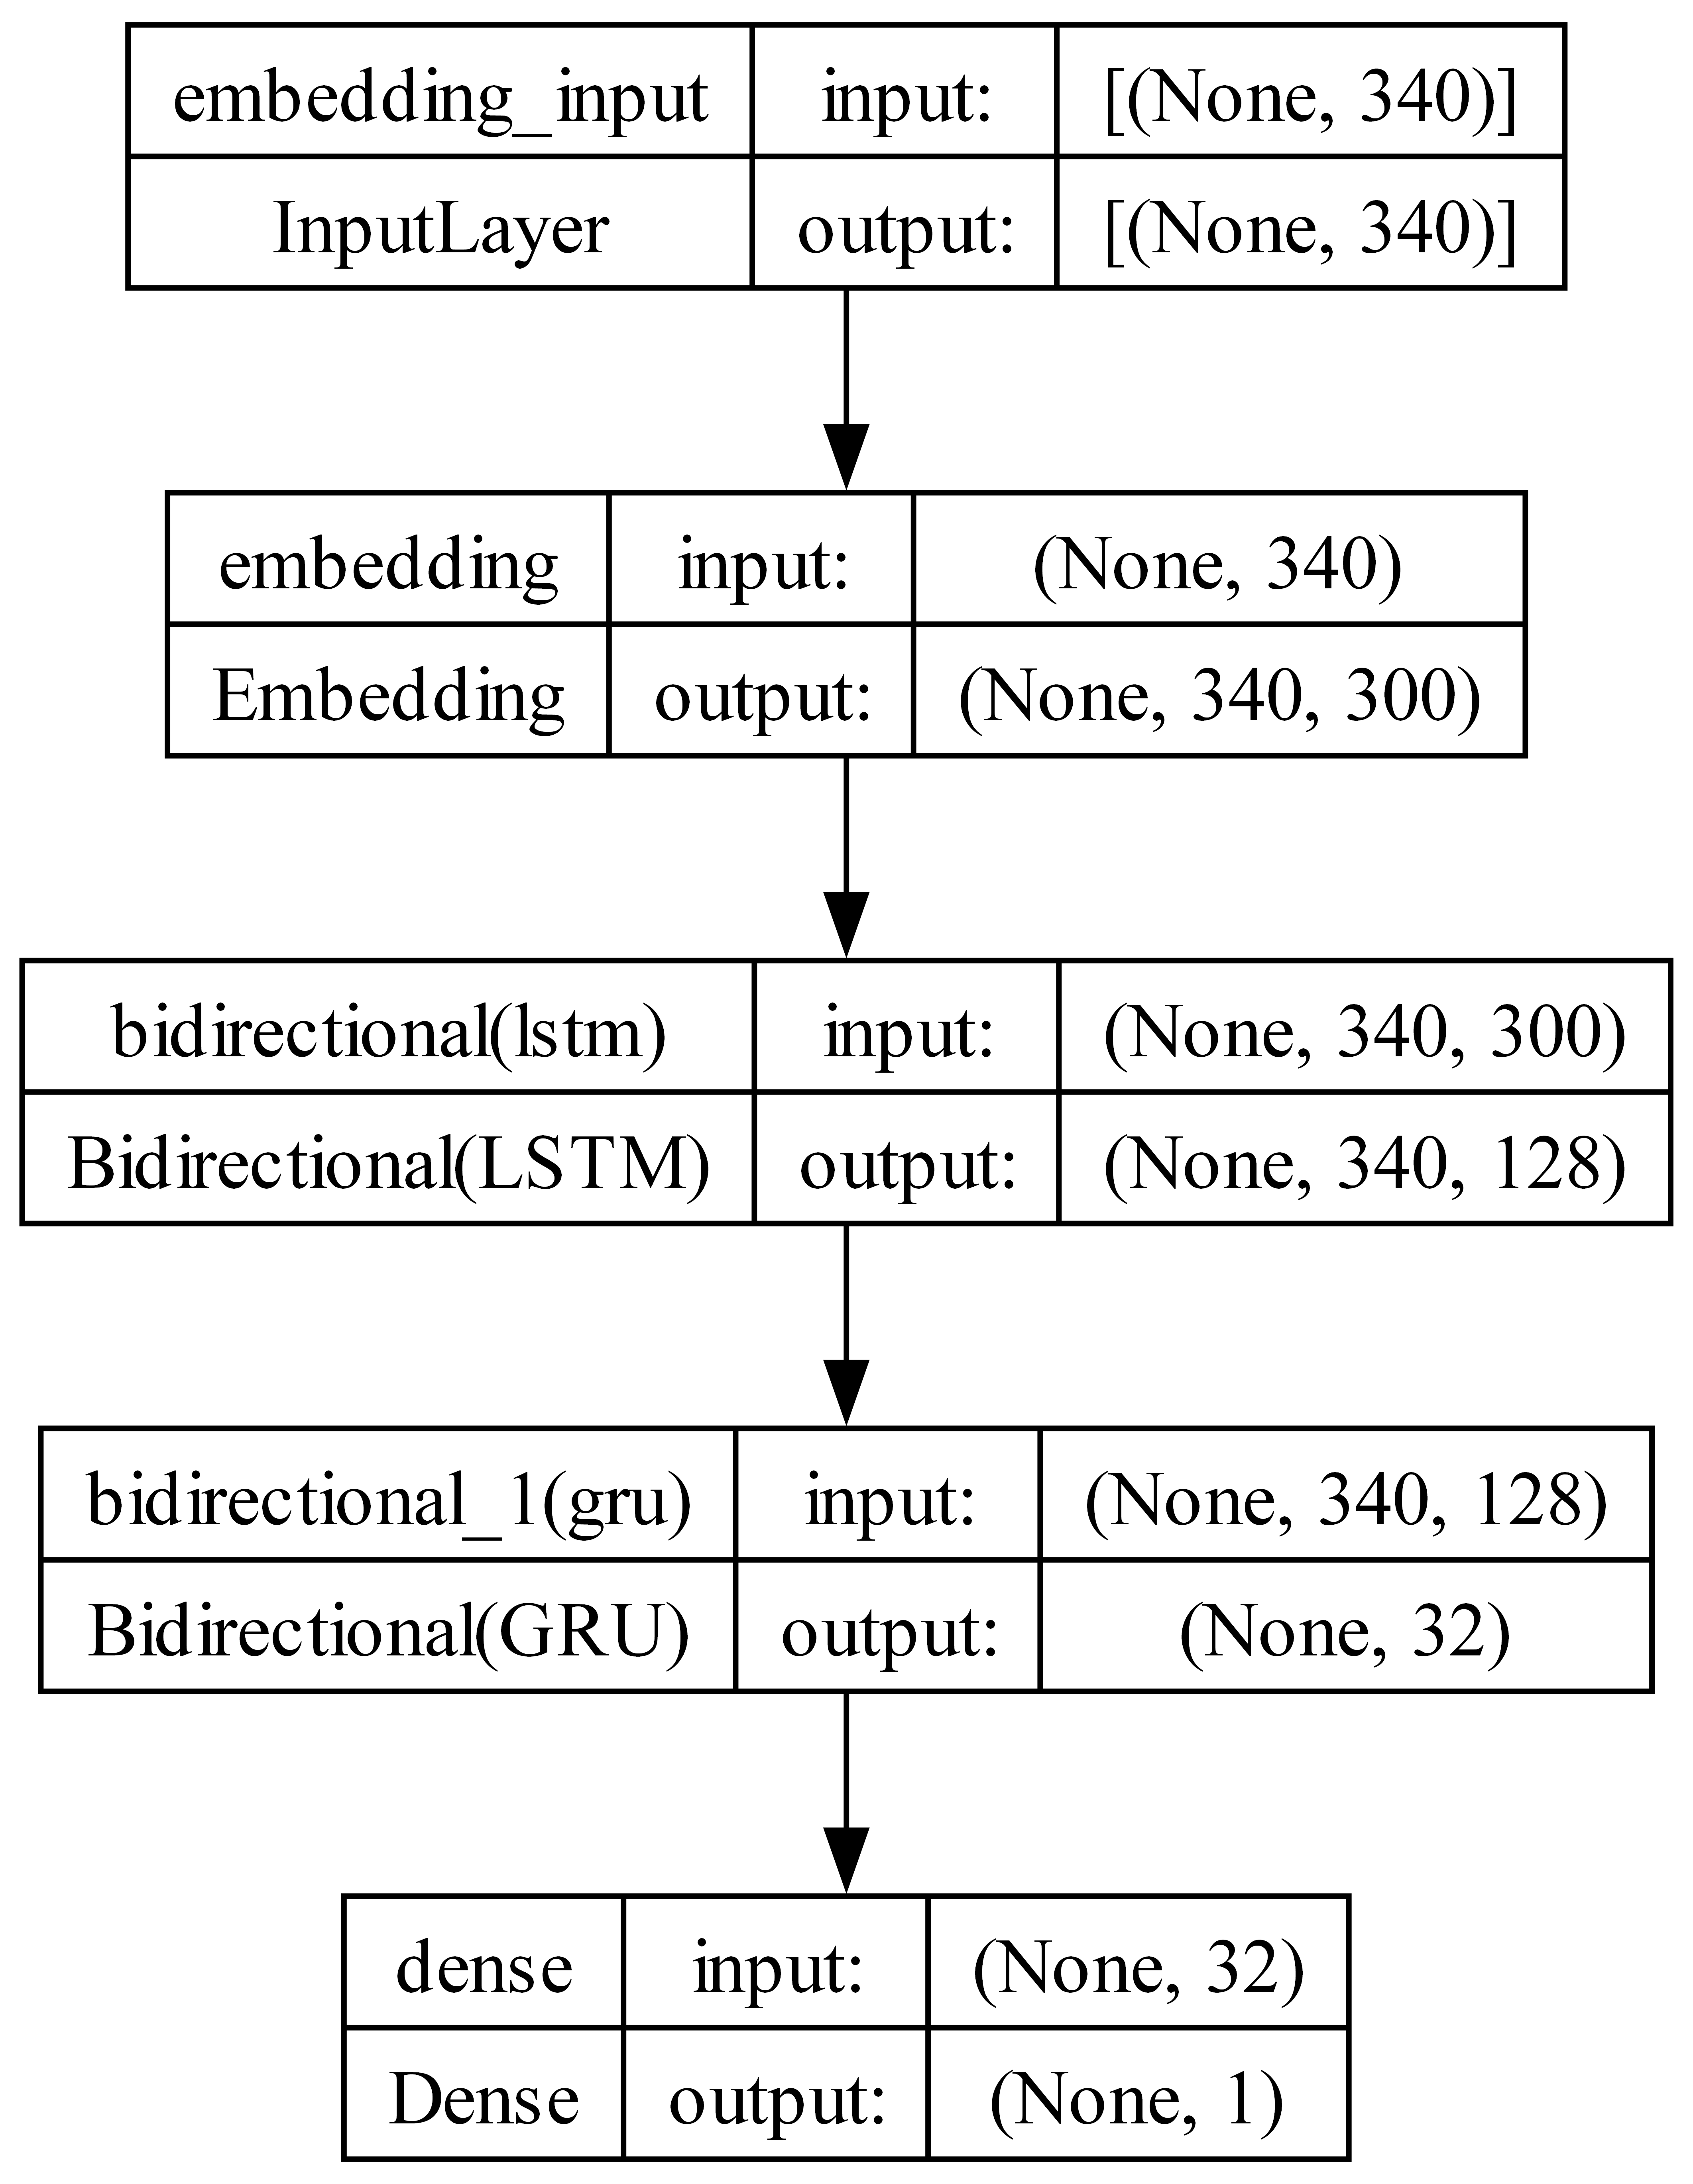 embedding_input input: [(None, 340)]
InputLayer output: [(None, 340)]
embedding input: (None, 340)
Embedding output: (None, 340, 300)
bidirectional(lstm) input: (None, 340, 300)
Bidirectional(LSTM) output: (None, 340, 128)
bidirectional_1(gru) input: (None, 340, 128)
Bidirectional(GRU) output: (None, 32)
dense input: (None, 32)
Dense output: (None, 1)